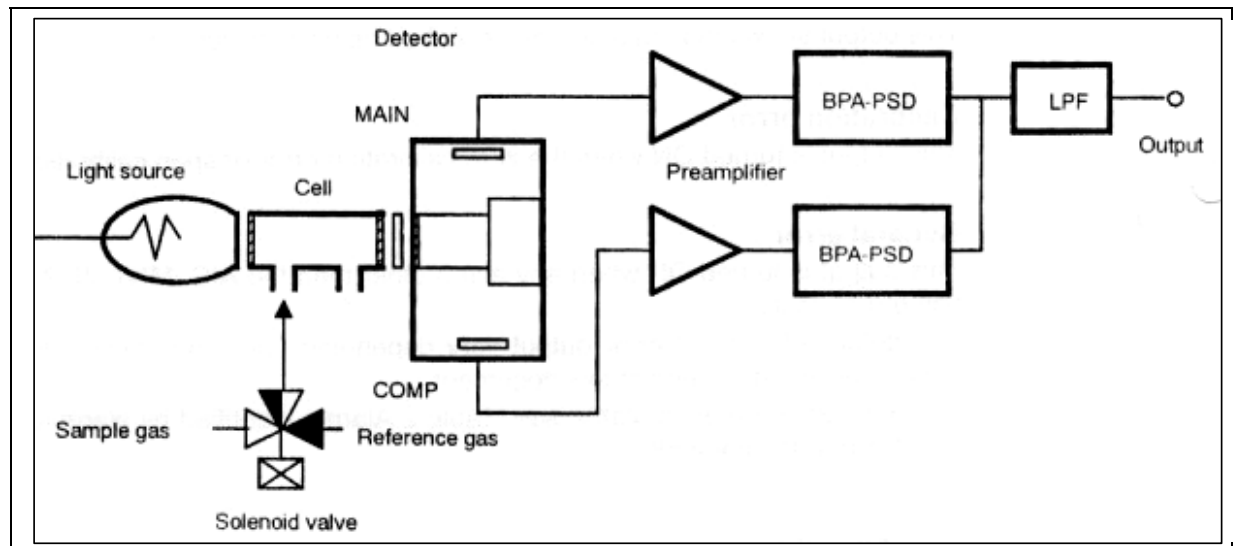 Detector
MAIN
BPA-PSD
LPF
Output
Light source
Cell
Preamplifier
BPA-PSD
COMP
Sample gas
Reference gas
Solenoid valve